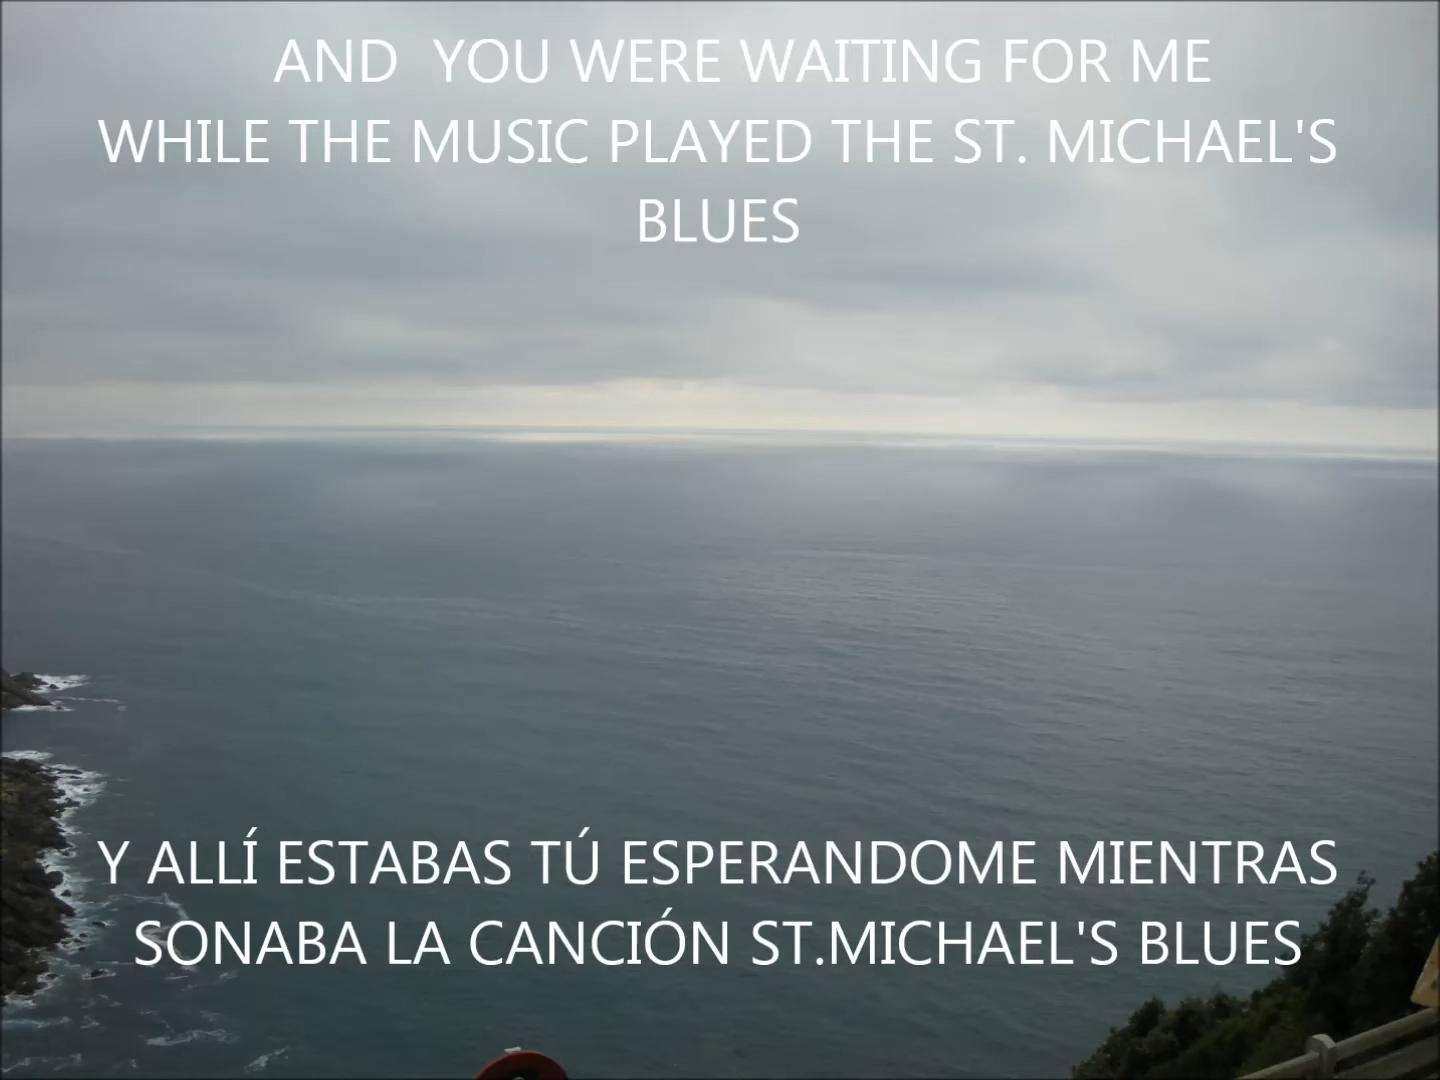 AND  YOU WERE WAITING FOR ME
WHILE THE MUSIC PLAYED THE ST. MICHAEL'S
BLUES
Y ALLÍ ESTABAS TÚ ESPERANDOME MIENTRAS
SONABA LA CANCIÓN ST.MICHAEL'S BLUES